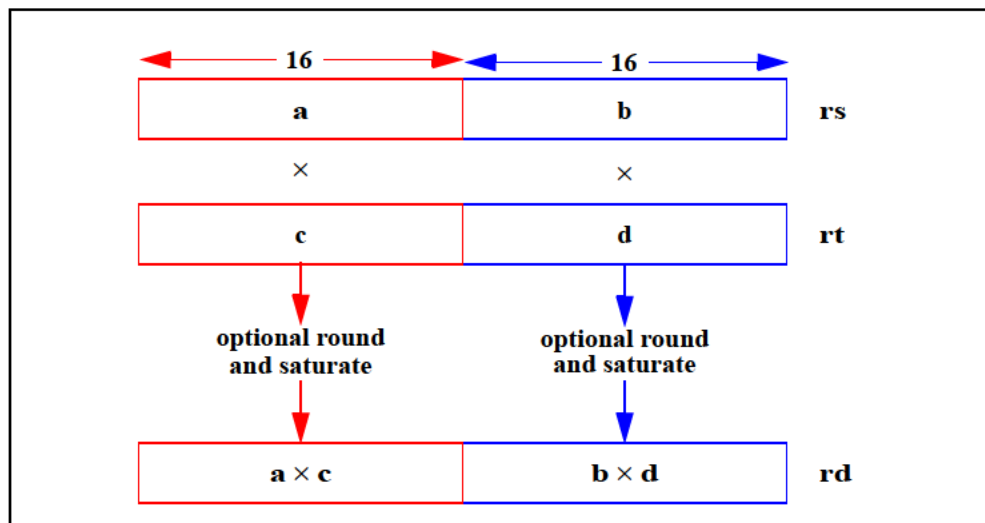 16 16
a b rs
× ×
c d rt
optional round optional round
and saturate and saturate
a × c b × d rd